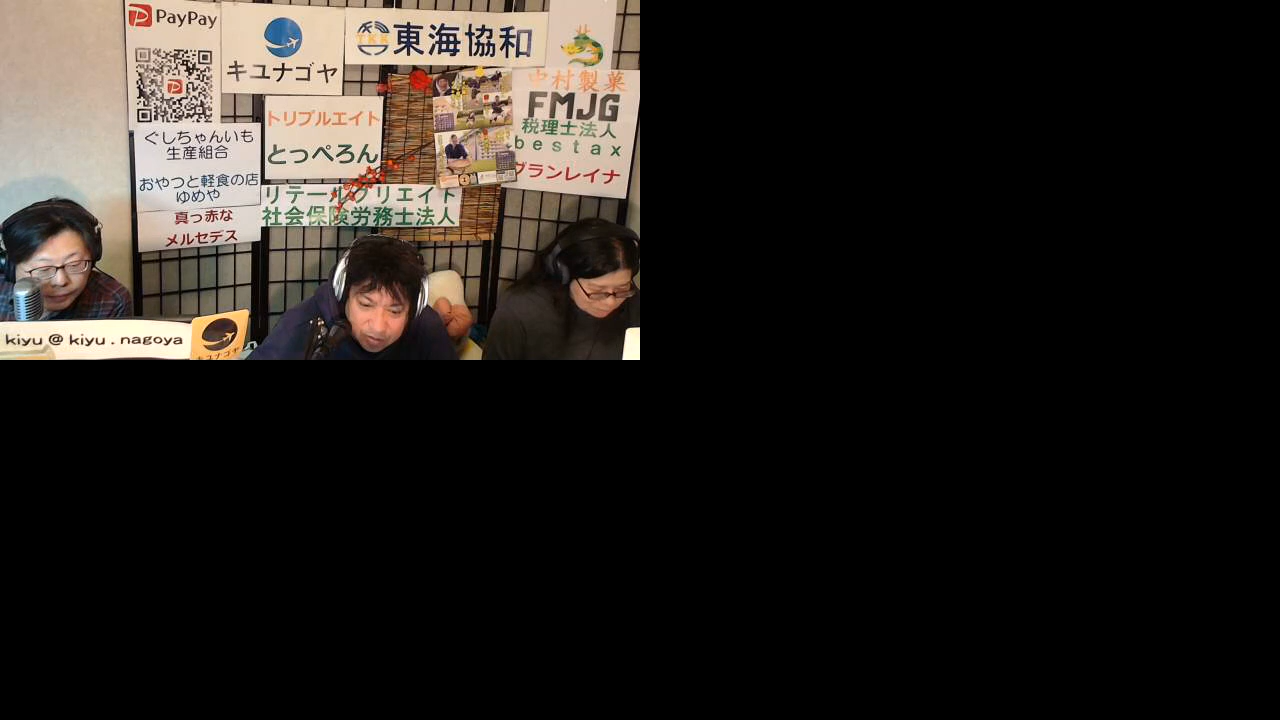 PayPay
キユナゴヤ
TKK
東海協和
中村製菓
FMJG
税理士法人
bestax
グランレイナ
トリプルエイト
とっぺろん
ぐしちゃんいも
生産組合
おやつと軽食の店
ゆめや
真っ赤な
メルセデス
リテールクリエイト
社会保険労務士法人
kiyu @ kiyu . nagoya
キユナゴヤ